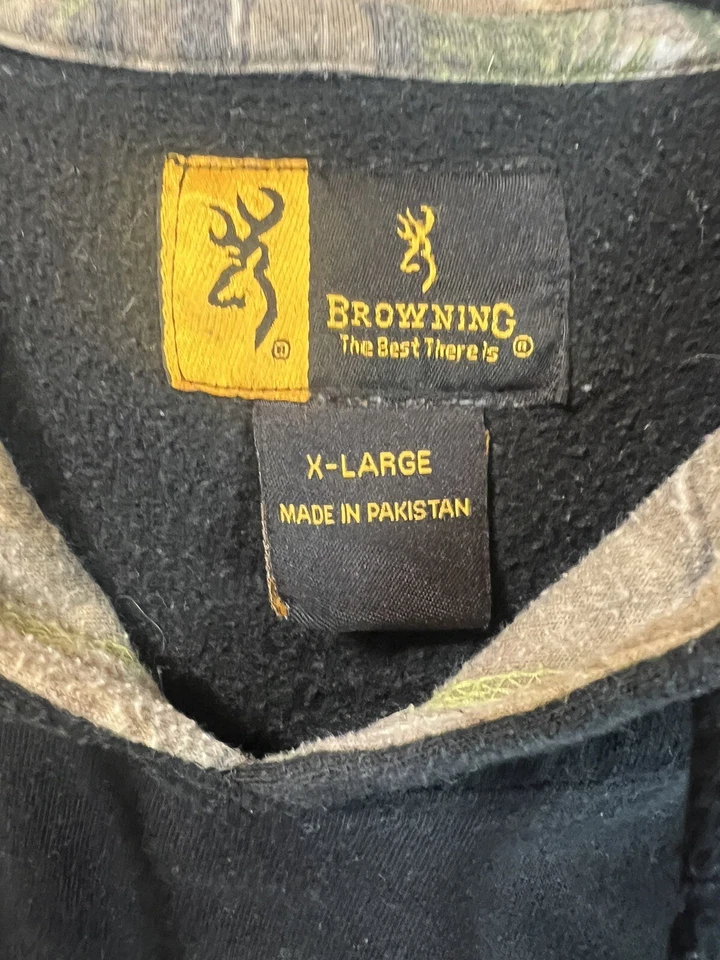 ®
BROWNING
The Best There is ®
X-LARGE
MADE IN PAKISTAN